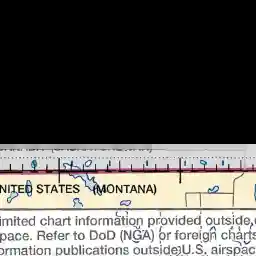 UNITED STATES (MONTANA)
imited chart information provided outside
pace. Refer to DoD (NGA) or foreign charts
ormation publications outside U.S. airspac